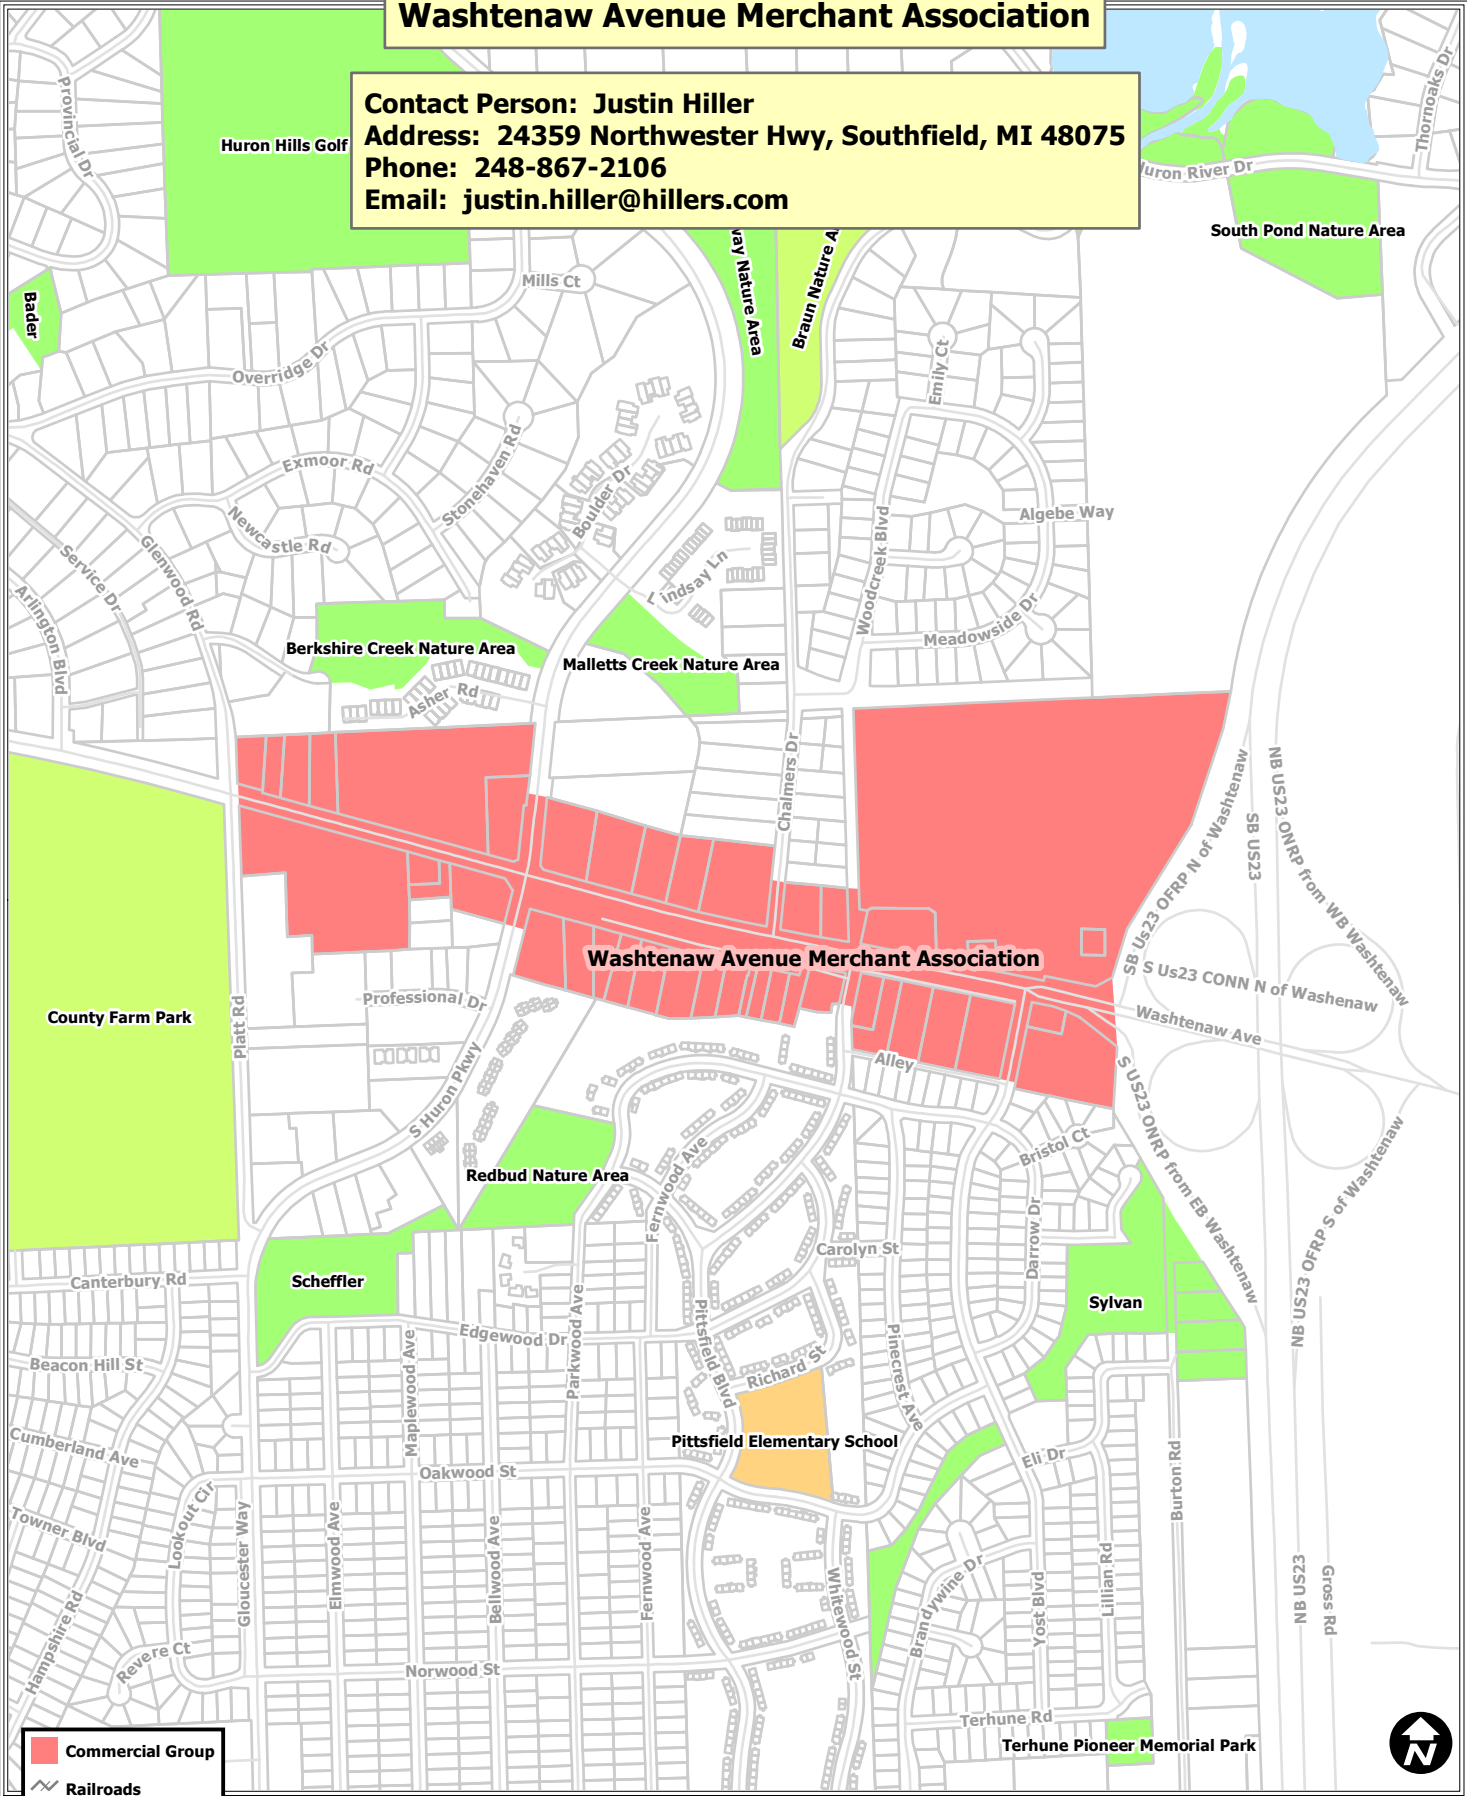 Washtenaw Avenue Merchant Association
Contact Person: Justin Hiller
Address: 24359 Northwester Hwy, Southfield, MI 48075
Phone: 248-867-2106
Email: justin.hiller@hillers.com
Provincial Dr
Huron Hills Golf
Thornoaks Dr
uron River Dr
South Pond Nature Area
Bader
Mills Ct
way Nature Area
Braun Nature A
Overridge Dr
Emily Ct
Exmoor Rd
Stonehaven Rd
Boulder Dr
Newcastle Rd
Algebe Way
Service Dr
Glenwood Rd
Lindsay Ln
Woodcreek Blvd
Arlington Blvd
Meadowside Dr
Berkshire Creek Nature Area
Malletts Creek Nature Area
Asher Rd
Chalmers Dr
SB Us23 OFRP N of Washtenaw
SB US23
NB US23 ONRP from WB Washtenaw
Washtenaw Avenue Merchant Association
S Us23 CONN N of Washenaw
County Farm Park
Platt Rd
Professional Dr
Washtenaw Ave
S Huron Pkwy
Alley
S US23 ONRP from EB Washtenaw
Bristol Ct
Redbud Nature Area
Fernwood Ave
NB US23 OFRP S of Washtenaw
Carolyn St
Darrow Dr
Canterbury Rd
Scheffler
Sylvan
Edgewood Dr
Parkwood Ave
Pittsfield Blvd
Pinecrest Ave
Beacon Hill St
Maplewood Ave
Richard St
Cumberland Ave
Pittsfield Elementary School
Eli Dr
Burton Rd
Oakwood St
Lookout Cir
Towner Blvd
Gloucester Way
Elmwood Ave
Bellwood Ave
Fernwood Ave
Whitewood St
Brandywine Dr
Yost Blvd
Lillian Rd
NB US23
Gross Rd
Hampshire Rd
Revere Ct
Norwood St
Terhune Rd
Terhune Pioneer Memorial Park
Commercial Group
Railroads
N